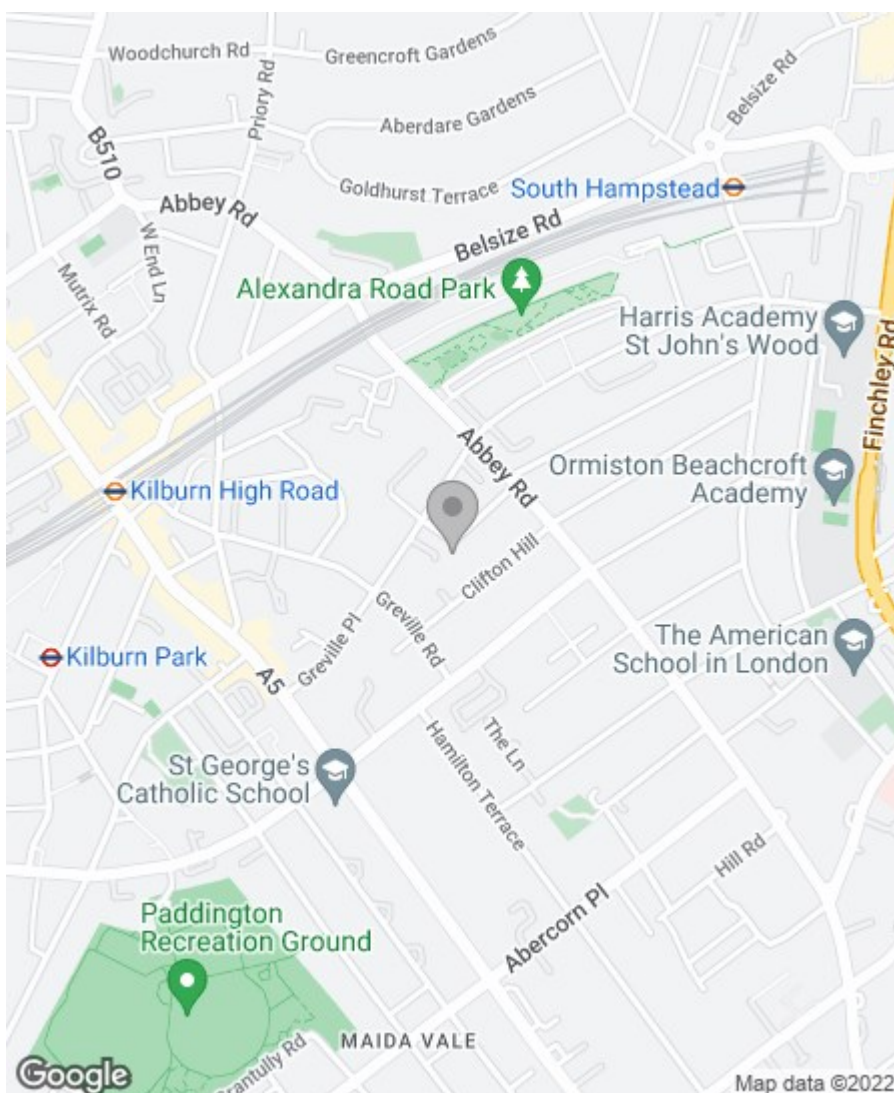 Woodchurch Rd
Greencroft Gardens
Priory Rd
Belsize Rd
Aberdare Gardens
B510
Goldhurst Terrace
South Hampstead
Abbey Rd
W End Ln
Belsize Rd
Mutrix Rd
Alexandra Road Park
Harris Academy
St John's Wood
Finchley Rd
Abbey Rd
Ormiston Beachcroft
Academy
Kilburn High Road
Clifton Hill
Greville Rd
Greville Pl
Kilburn Park
The American
School in London
A5
St George's
Catholic School
The Ln
Hamilton Terrace
Hill Rd
Paddington
Recreation Ground
Abercorn Pl
MAIDA VALE
Google
Map data ©2022